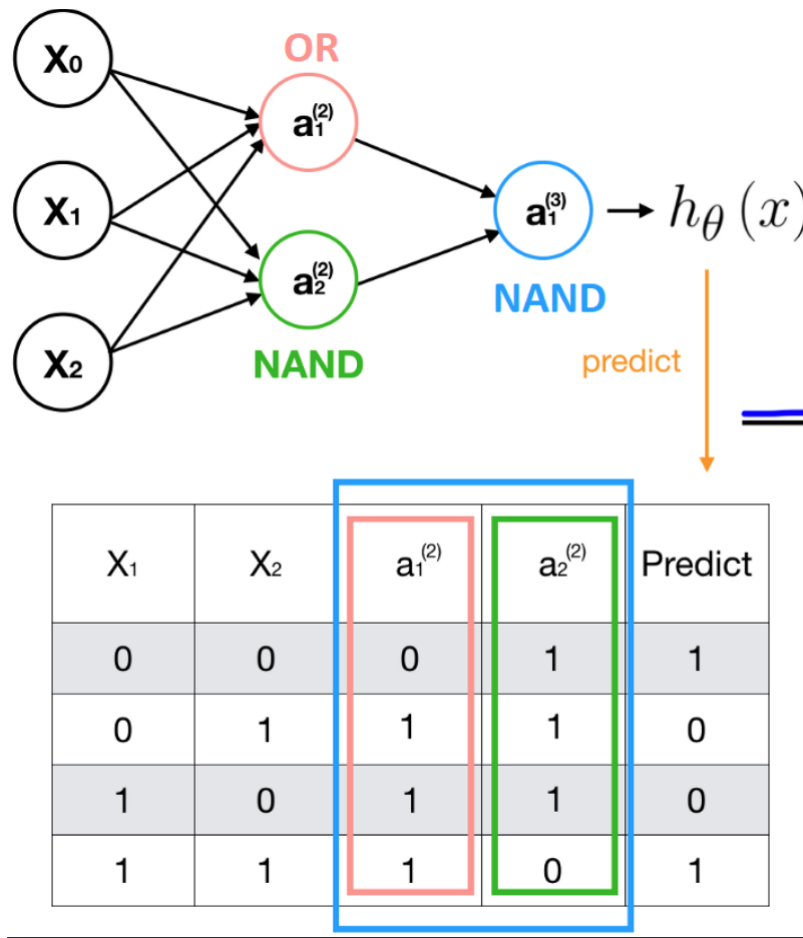 OR
X₀
a₁⁽²⁾
X₁
a₁⁽³⁾
hθ (x)
a₂⁽²⁾
NAND
X₂
NAND
predict
X₁ X₂ a₁⁽²⁾ a₂⁽²⁾ Predict
0 0 0 1 1
0 1 1 1 0
1 0 1 1 0
1 1 1 0 1